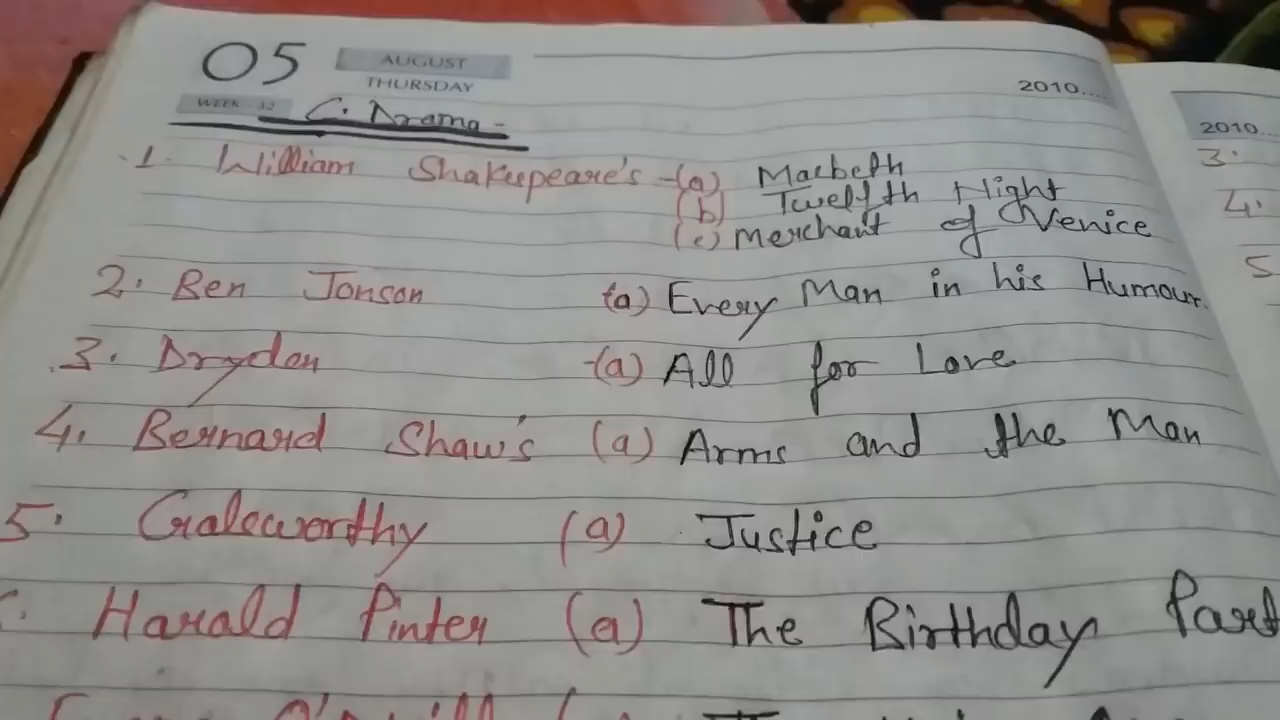 05
AUGUST
THURSDAY
WEEK - 32
2010....
C. Drama -
1. William Shakespeare's -(a) Macbeth
(b) Twelfth Night
(c) Merchant of Venice
2. Ben Jonson (a) Every Man in his Humour.
3. Dryden -(a) All for Love
4. Bernard Shaw's (a) Arms and the Man
5. Galsworthy (a) Justice
Harald Pinter (a) The Birthday Part
2010...
3.
4.
5